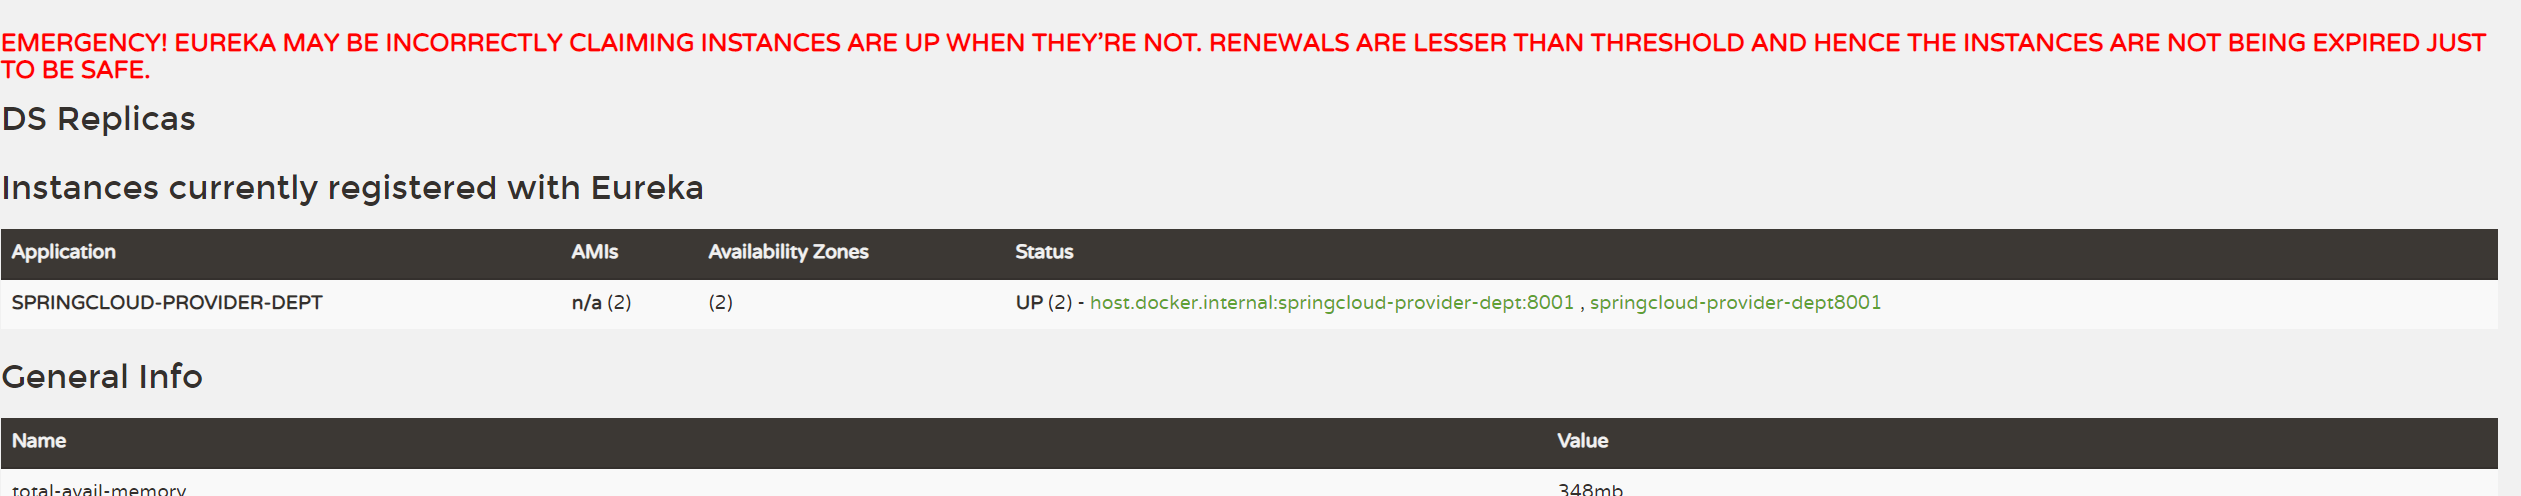 EMERGENCY! EUREKA MAY BE INCORRECTLY CLAIMING INSTANCES ARE UP WHEN THEY’RE NOT. RENEWALS ARE LESSER THAN THRESHOLD AND HENCE THE INSTANCES ARE NOT BEING EXPIRED JUST
TO BE SAFE.
DS Replicas
Instances currently registered with Eureka
Application AMIs Availability Zones Status
SPRINGCLOUD-PROVIDER-DEPT n/a (2) (2) UP (2) - host.docker.internal:springcloud-provider-dept:8001 , springcloud-provider-dept8001
General Info
Name Value
total-avail-memory 348mb